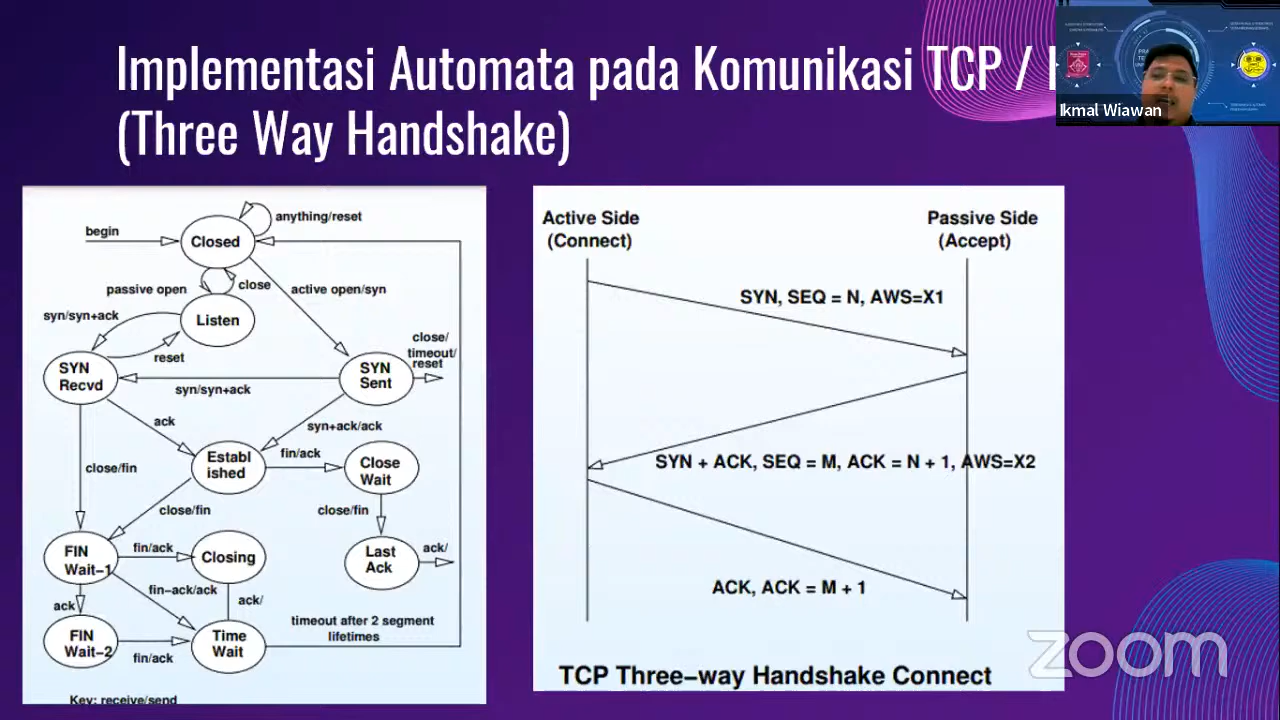 Implementasi Automata pada Komunikasi TCP /
(Three Way Handshake)
Ikmal Wiawan
begin
Closed
anything/reset
passive open
close
active open/syn
Listen
syn/syn+ack
reset
close/
timeout/
reset
SYN
Recvd
SYN
Sent
syn/syn+ack
ack
syn+ack/ack
Establ
ished
fin/ack
Close
Wait
close/fin
close/fin
close/fin
FIN
Wait-1
fin/ack
Closing
Last
Ack
ack/
fin-ack/ack
ack/
ack
FIN
Wait-2
fin/ack
Time
Wait
timeout after 2 segment
lifetimes
Key: receive/send
Active Side
(Connect)
Passive Side
(Accept)
SYN, SEQ = N, AWS=X1
SYN + ACK, SEQ = M, ACK = N + 1, AWS=X2
ACK, ACK = M + 1
TCP Three-way Handshake Connect
zoom